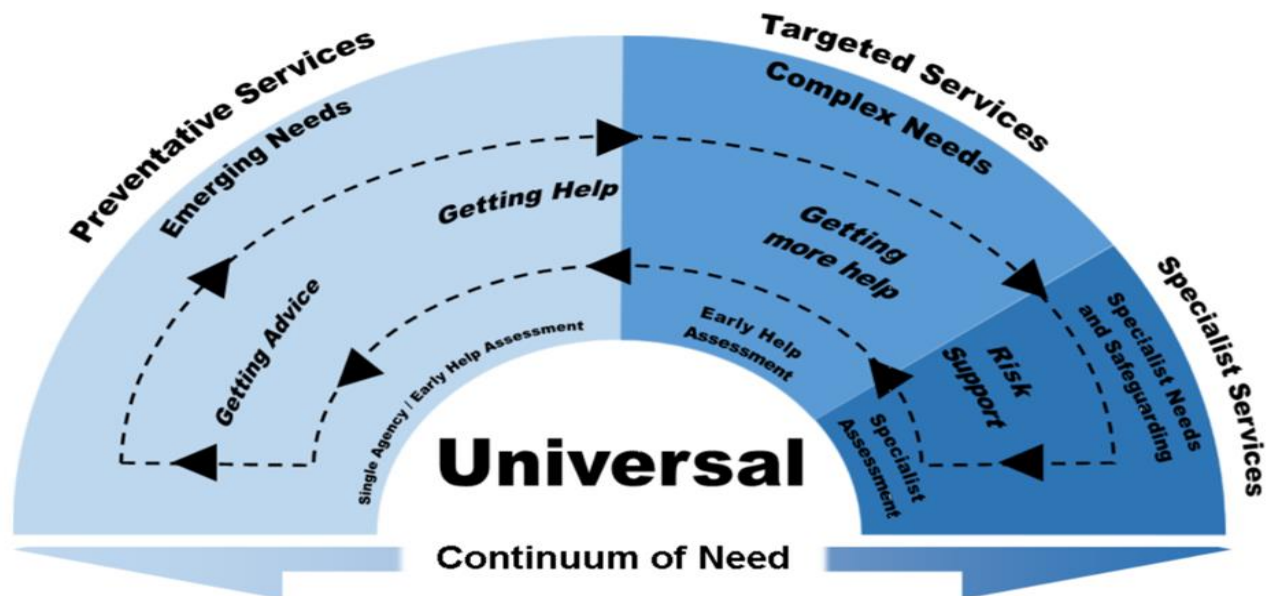 Preventative Services
Emerging Needs
Getting Advice
Getting Help
Single Agency / Early Help Assessment
Targeted Services
Complex Needs
Getting
more help
Early Help
Assessment
Specialist Services
Specialist Needs
and Safeguarding
Risk
Support
Specialist
Assessment
Universal
Continuum of Need